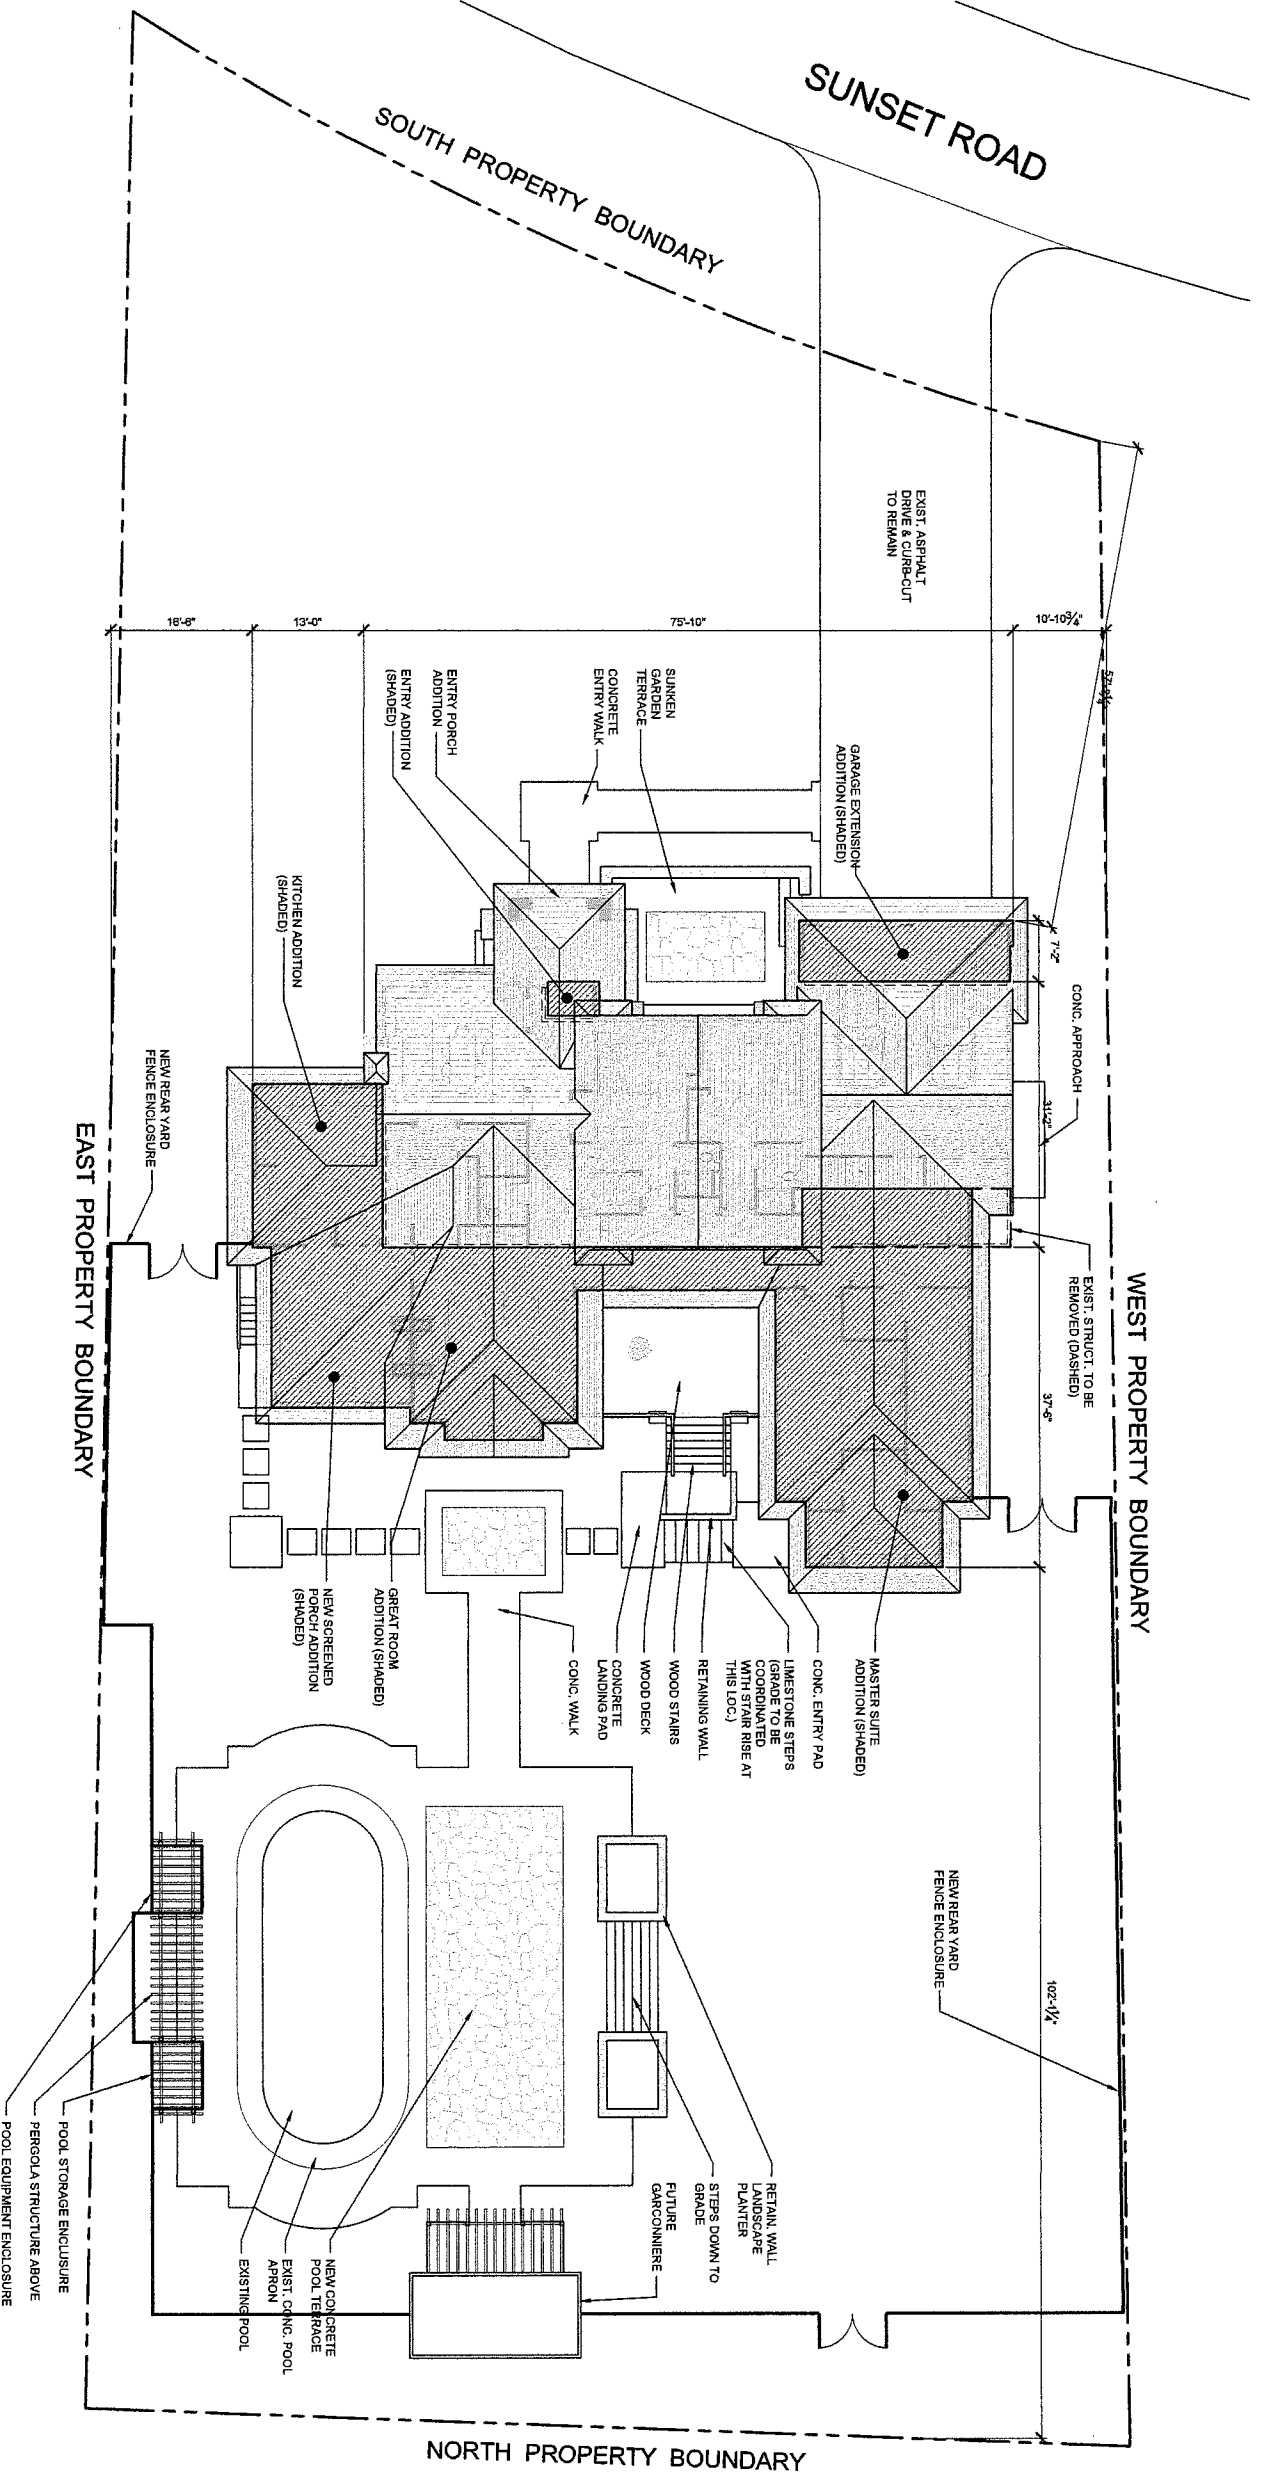 SUNSET ROAD
SOUTH PROPERTY BOUNDARY
EXIST. ASPHALT
DRIVE & CURB-CUT
TO REMAIN
16'-6"
13'-0"
75'-10"
10'-10 3/4"
SUNKEN
GARDEN
TERRACE
CONCRETE
ENTRY WALK
ENTRY PORCH
ADDITION
ENTRY ADDITION
(SHADED)
GARAGE EXTENSION
ADDITION (SHADED)
KITCHEN ADDITION
(SHADED)
7'-2"
CONC. APPROACH
31'-2"
NEW REAR YARD
FENCE ENCLOSURE
EAST PROPERTY BOUNDARY
EXIST. STRUCT. TO BE
REMOVED (DASHED)
WEST PROPERTY BOUNDARY
37'-6"
MASTER SUITE
ADDITION (SHADED)
CONC. ENTRY PAD
LIMESTONE STEPS
(GRADE TO BE
COORDINATED
WITH STAIR RISE AT
THIS LOC.)
RETAINING WALL
WOOD STAIRS
WOOD DECK
CONCRETE
LANDING PAD
CONC. WALK
GREAT ROOM
ADDITION (SHADED)
NEW SCREENED
PORCH ADDITION
(SHADED)
NEW REAR YARD
FENCE ENCLOSURE
102'-1 1/4"
RETAIN. WALL
LANDSCAPE
PLANTER
STEPS DOWN TO
GRADE
FUTURE
GARCONNIERE
NEW CONCRETE
POOL TERRACE
EXIST. CONC. POOL
APRON
EXISTING POOL
POOL STORAGE ENCLUSURE
PERGOLA STRUCTURE ABOVE
POOL EQUIPMENT ENCLOSURE
NORTH PROPERTY BOUNDARY